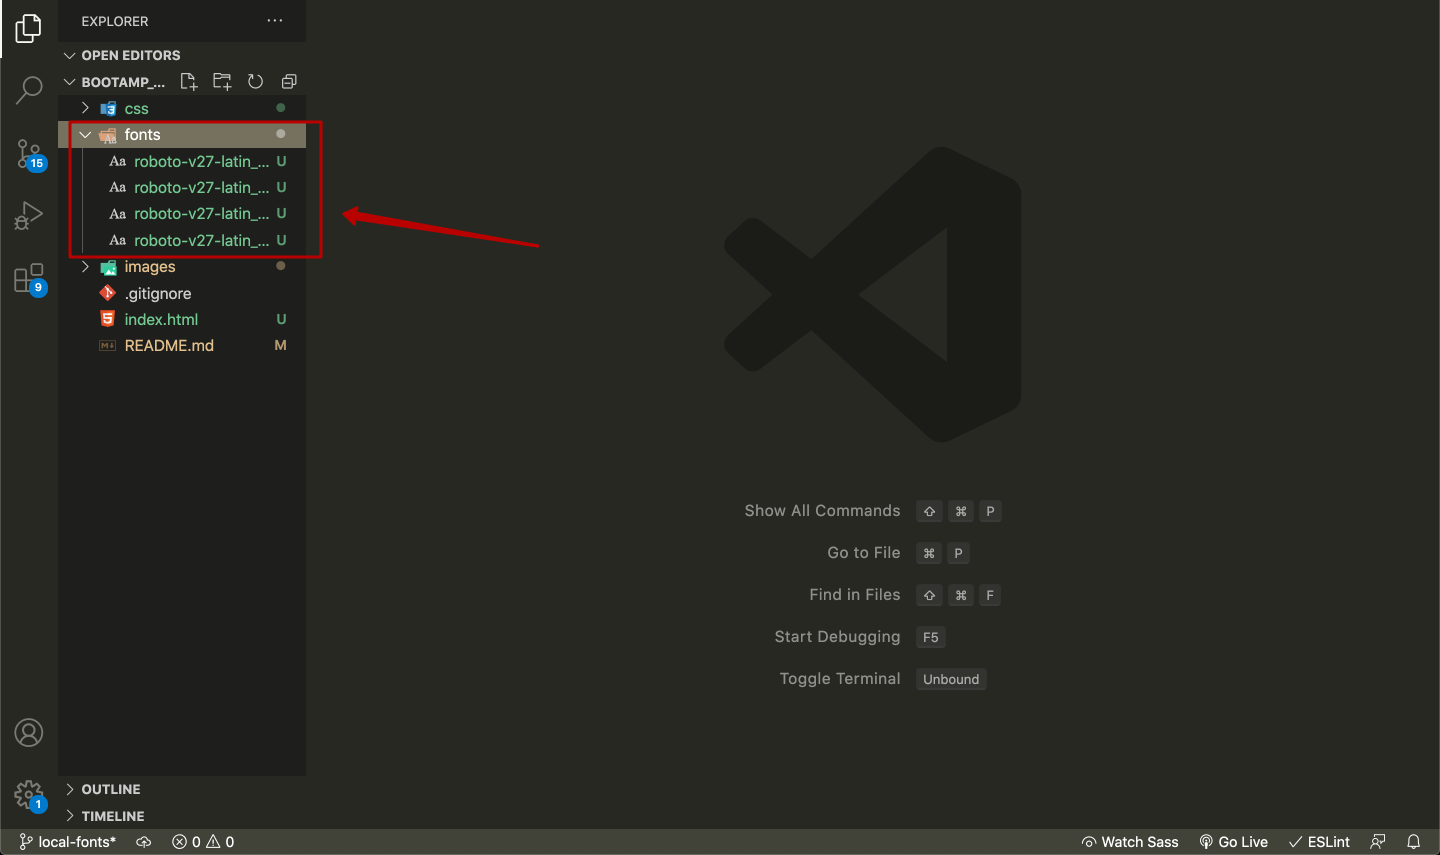 EXPLORER
OPEN EDITORS
BOOTAMP_...
css
fonts
Aa roboto-v27-latin_... U
Aa roboto-v27-latin_... U
Aa roboto-v27-latin_... U
Aa roboto-v27-latin_... U
images
.gitignore
index.html U
README.md M
15
9
Show All Commands ⇧ ⌘ P
Go to File ⌘ P
Find in Files ⇧ ⌘ F
Start Debugging F5
Toggle Terminal Unbound
OUTLINE
1
TIMELINE
local-fonts* 0 0 Watch Sass Go Live ESLint